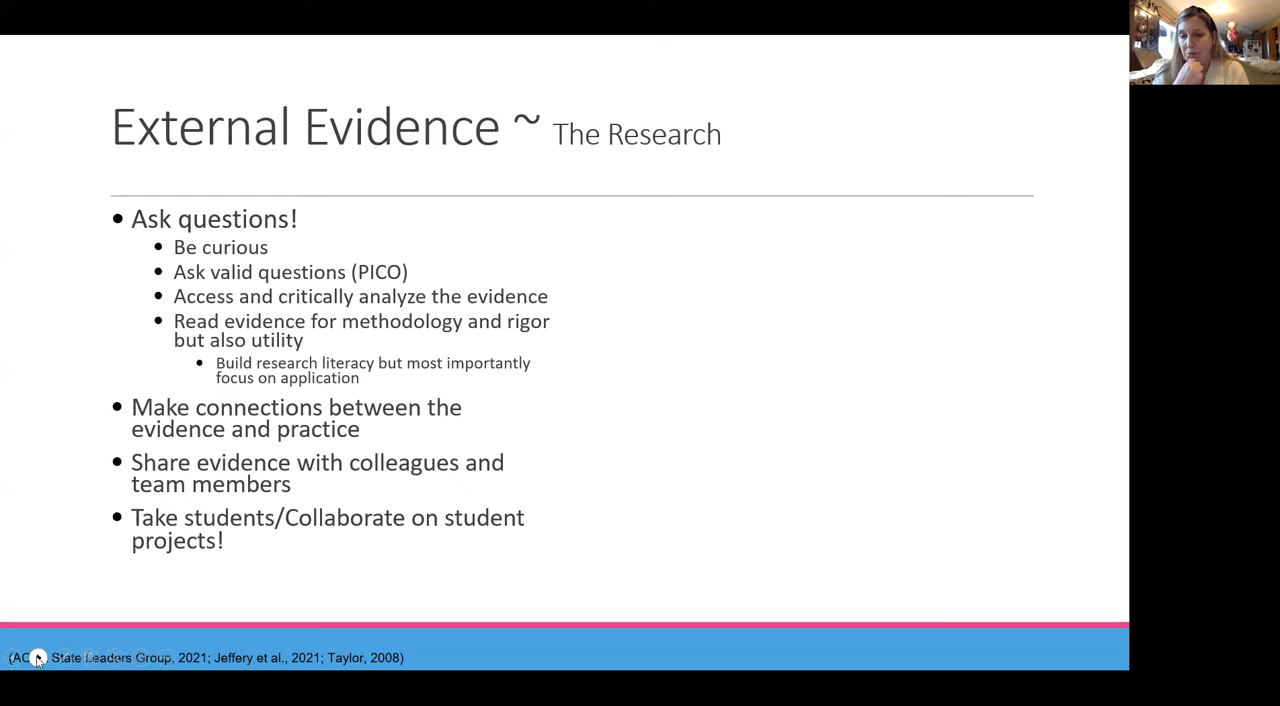 External Evidence ~ The Research
• Ask questions!
• Be curious
• Ask valid questions (PICO)
• Access and critically analyze the evidence
• Read evidence for methodology and rigor
but also utility
• Build research literacy but most importantly
focus on application
• Make connections between the
evidence and practice
• Share evidence with colleagues and
team members
• Take students/Collaborate on student
projects!
State Leaders Group, 2021; Jeffery et al., 2021; Taylor, 2008)